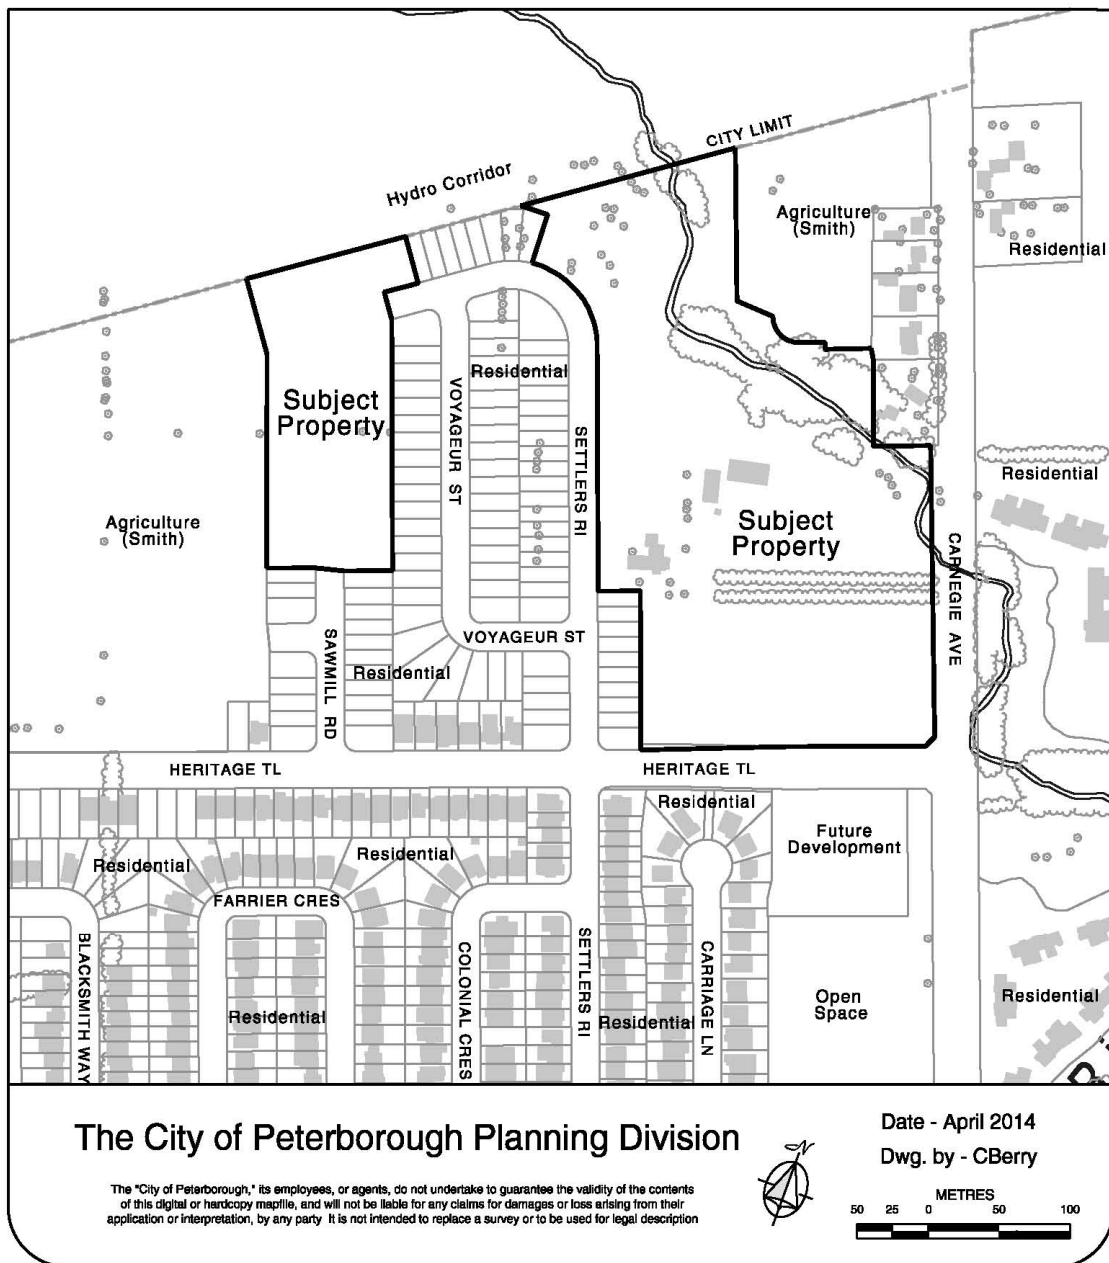 CITY LIMIT
Hydro Corridor
Agriculture
(Smith)
Residential
Residential
Subject
Property
VOYAGEUR ST
SETTLERS RI
Residential
Agriculture
(Smith)
Subject
Property
CARNEGIE AVE
SAWMILL RD
VOYAGEUR ST
Residential
HERITAGE TL
HERITAGE TL
Residential
Future
Development
Residential
Residential
FARRIER CRES
BLACKSMITH WAY
COLONIAL CRES
SETTLERS RI
CARRIAGE LN
Open
Space
Residential
Residential
Residential
The City of Peterborough Planning Division
The "City of Peterborough," its employees, or agents, do not undertake to guarantee the validity of the contents
of this digital or hardcopy mapfile, and will not be liable for any claims for damages or loss arising from their
application or interpretation, by any party It is not intended to replace a survey or to be used for legal description
N
Date - April 2014
Dwg. by - CBerry
METRES
50 25 0 50 100